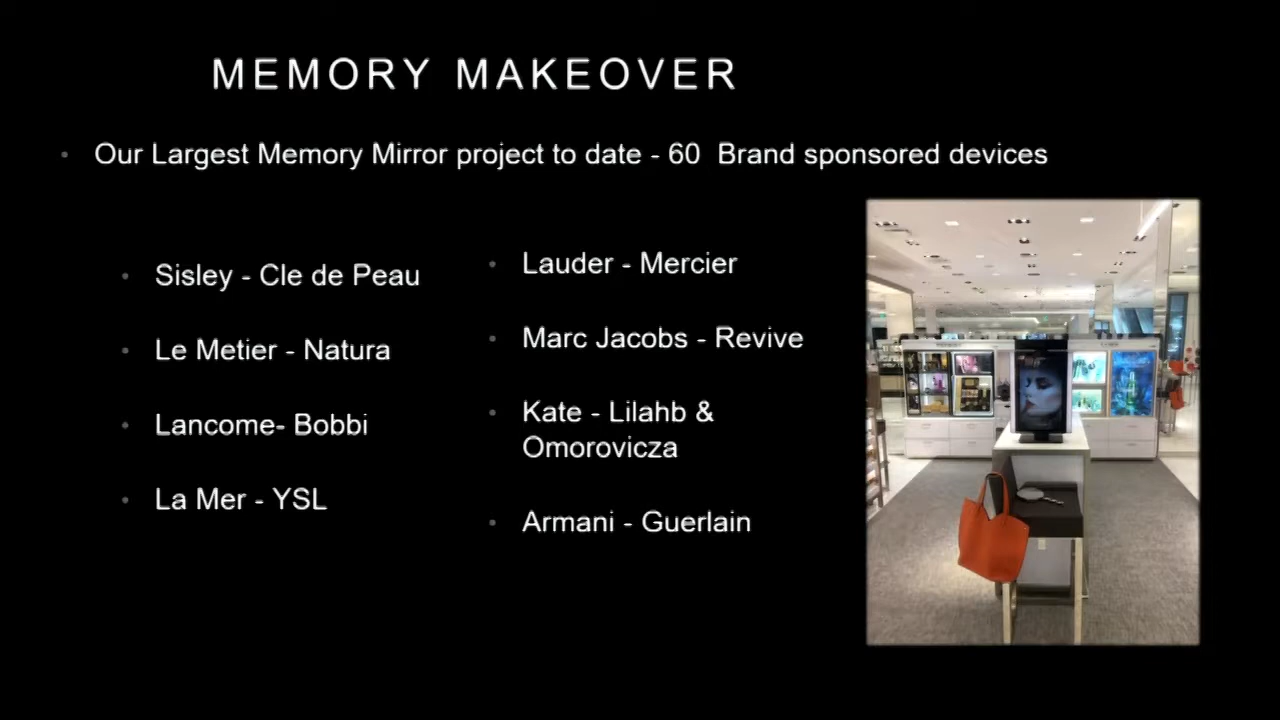 MEMORY MAKEOVER
Our Largest Memory Mirror project to date - 60 Brand sponsored devices
Sisley - Cle de Peau
Le Metier - Natura
Lancome- Bobbi
La Mer - YSL
Lauder - Mercier
Marc Jacobs - Revive
Kate - Lilahb &
Omorovicza
Armani - Guerlain